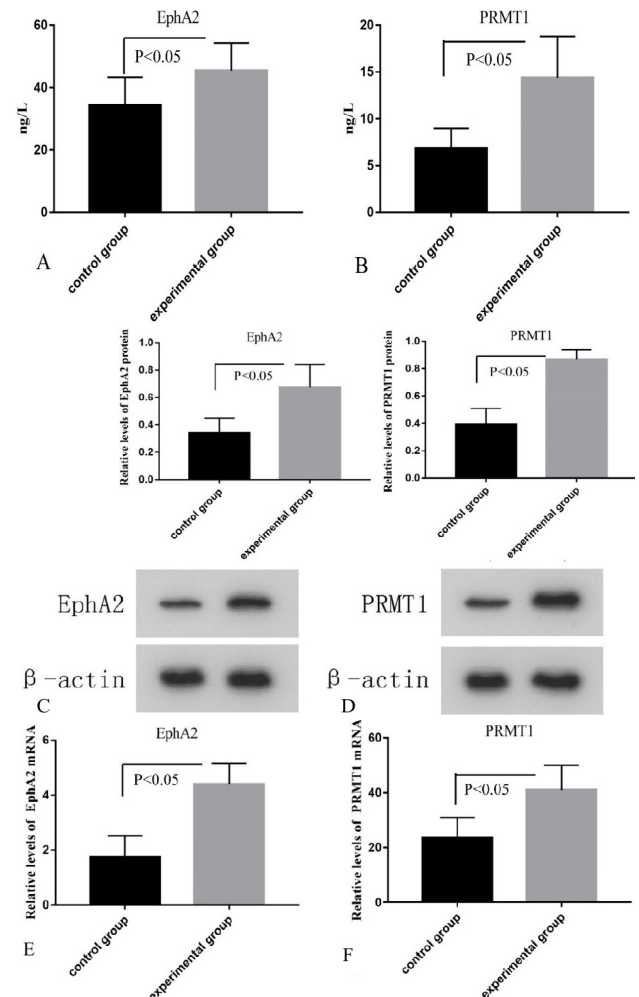 EphA2
ng/L
60
40
20
0
P<0.05
control group
experimental group
A
PRMT1
ng/L
20
15
10
5
0
P<0.05
control group
experimental group
B
EphA2
Relative levels of EphA2 protein
1.0
0.8
0.6
0.4
0.2
0.0
P<0.05
control group
experimental group
PRMT1
Relative levels of PRMT1 protein
1.0
0.8
0.6
0.4
0.2
0.0
P<0.05
control group
experimental group
EphA2
β-actin
C
PRMT1
β-actin
D
EphA2
Relative levels of EphA2 mRNA
6
4
2
0
P<0.05
control group
experimental group
E
PRMT1
Relative levels of PRMT1 mRNA
60
40
20
0
P<0.05
control group
experimental group
F